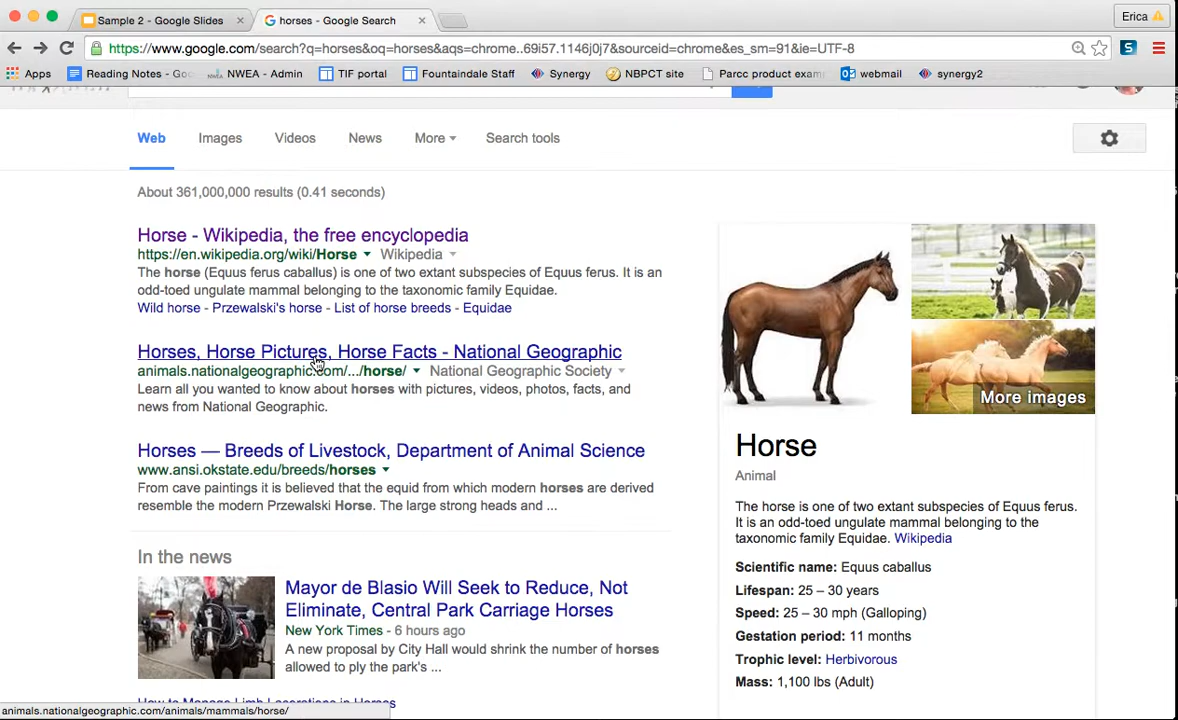 Sample 2 - Google Slides
horses - Google Search
Erica
https://www.google.com/search?q=horses&oq=horses&aqs=chrome..69i57.1146j0j7&sourceid=chrome&es_sm=91&ie=UTF-8
Apps
Reading Notes - Goo
NWEA - Admin
TIF portal
Fountaindale Staff
Synergy
NBPCT site
Parcc product exam
webmail
synergy2
Web
Images
Videos
News
More
Search tools
About 361,000,000 results (0.41 seconds)
Horse - Wikipedia, the free encyclopedia
https://en.wikipedia.org/wiki/Horse Wikipedia
The horse (Equus ferus caballus) is one of two extant subspecies of Equus ferus. It is an
odd-toed ungulate mammal belonging to the taxonomic family Equidae.
Wild horse - Przewalski's horse - List of horse breeds - Equidae
Horses, Horse Pictures, Horse Facts - National Geographic
animals.nationalgeographic.com/.../horse/ National Geographic Society
Learn all you wanted to know about horses with pictures, videos, photos, facts, and
news from National Geographic.
Horses — Breeds of Livestock, Department of Animal Science
www.ansi.okstate.edu/breeds/horses
From cave paintings it is believed that the equid from which modern horses are derived
resemble the modern Przewalski Horse. The large strong heads and ...
In the news
Mayor de Blasio Will Seek to Reduce, Not
Eliminate, Central Park Carriage Horses
New York Times - 6 hours ago
A new proposal by City Hall would shrink the number of horses
allowed to ply the park's ...
How to Manage Limb Lacerations in Horses
animals.nationalgeographic.com/animals/mammals/horse/
More images
Horse
Animal
The horse is one of two extant subspecies of Equus ferus.
It is an odd-toed ungulate mammal belonging to the
taxonomic family Equidae. Wikipedia
Scientific name: Equus caballus
Lifespan: 25 – 30 years
Speed: 25 – 30 mph (Galloping)
Gestation period: 11 months
Trophic level: Herbivorous
Mass: 1,100 lbs (Adult)